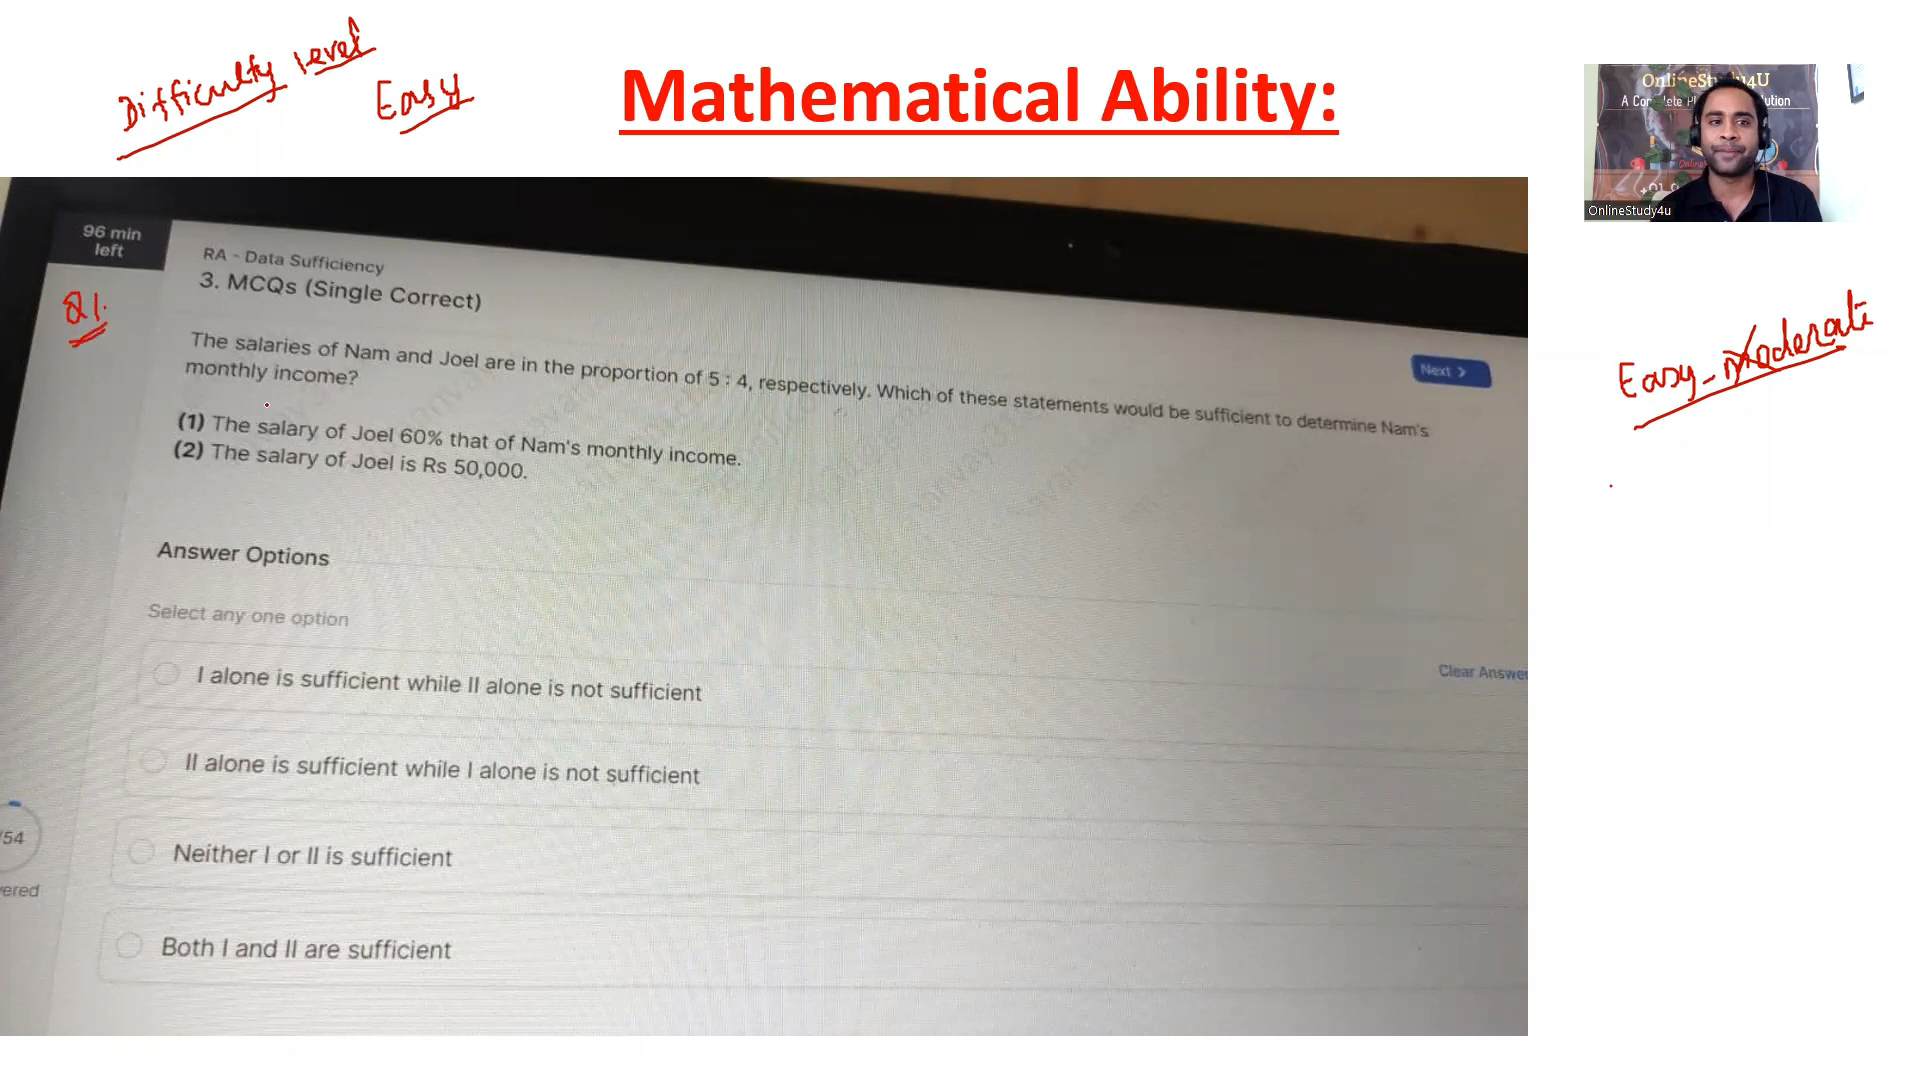 Difficulty level
Easy
Mathematical Ability:
OnlineStudy4U
OnlineStudy4u
96 min
left
Q1.
RA - Data Sufficiency
3. MCQs (Single Correct)
Next >
The salaries of Nam and Joel are in the proportion of 5 : 4, respectively. Which of these statements would be sufficient to determine Nam's
monthly income?
(1) The salary of Joel 60% that of Nam's monthly income.
(2) The salary of Joel is Rs 50,000.
Easy - Moderate
Answer Options
Select any one option
Clear Answer
I alone is sufficient while II alone is not sufficient
II alone is sufficient while I alone is not sufficient
/54
Neither I or II is sufficient
ered
Both I and II are sufficient